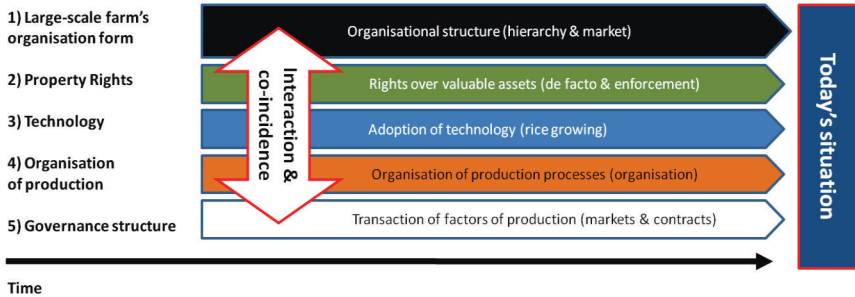 1) Large-scale farm's
organisation form
Organisational structure (hierarchy & market)
2) Property Rights
Rights over valuable assets (de facto & enforcement)
3) Technology
Adoption of technology (rice growing)
4) Organisation
of production
Organisation of production processes (organisation)
5) Governance structure
Transaction of factors of production (markets & contracts)
Interaction &
co-incidence
Today's situation
Time